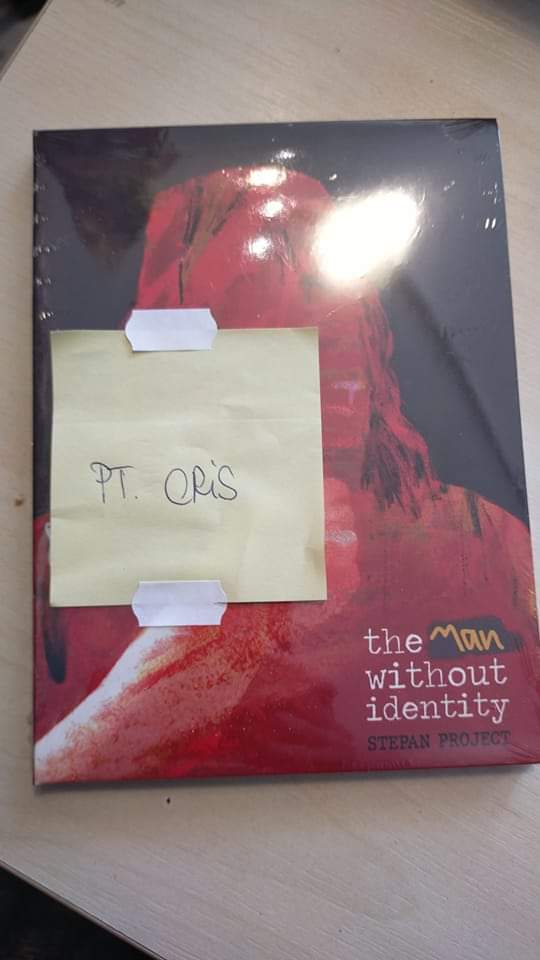 PT. CRiS
the Man
without
identity
STEPAN PROJECT